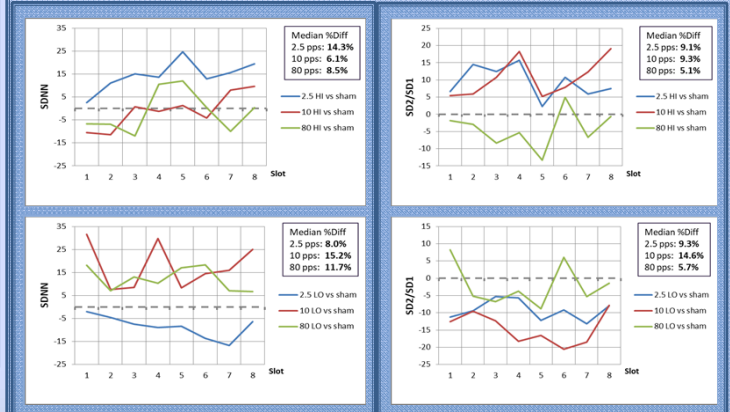 35
25
15
5
-5
-15
-25
SDNN
1 2 3 4 5 6 7 8 Slot
Median %Diff
2.5 pps: 14.3%
10 pps: 6.1%
80 pps: 8.5%
2.5 HI vs sham
10 HI vs sham
80 HI vs sham
25
20
15
10
5
0
-5
-10
-15
SD2/SD1
1 2 3 4 5 6 7 8 Slot
Median %Diff
2.5 pps: 9.1%
10 pps: 9.3%
80 pps: 5.1%
2.5 HI vs sham
10 HI vs sham
80 HI vs sham
35
25
15
5
-5
-15
-25
SDNN
1 2 3 4 5 6 7 8 Slot
Median %Diff
2.5 pps: 8.0%
10 pps: 15.2%
80 pps: 11.7%
2.5 LO vs sham
10 LO vs sham
80 LO vs sham
15
10
5
0
-5
-10
-15
-20
-25
SD2/SD1
1 2 3 4 5 6 7 8 Slot
Median %Diff
2.5 pps: 9.3%
10 pps: 14.6%
80 pps: 5.7%
2.5 LO vs sham
10 LO vs sham
80 LO vs sham